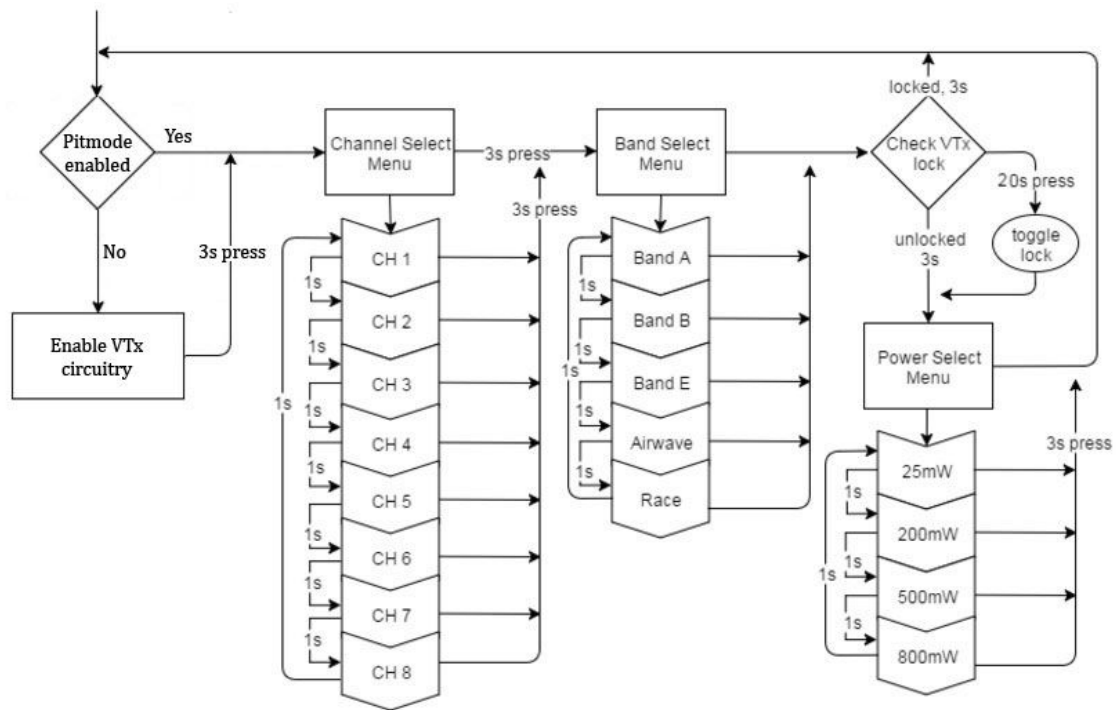 Pitmode
enabled
Yes
No
Enable VTx
circuitry
3s press
Channel Select
Menu
3s press
3s press
CH 1
CH 2
CH 3
CH 4
CH 5
CH 6
CH 7
CH 8
1s
1s
1s
1s
1s
1s
1s
1s
Band Select
Menu
Band A
Band B
Band E
Airwave
Race
1s
1s
1s
1s
1s
locked, 3s
Check VTx
lock
20s press
toggle
lock
unlocked
3s
Power Select
Menu
3s press
25mW
200mW
500mW
800mW
1s
1s
1s
1s